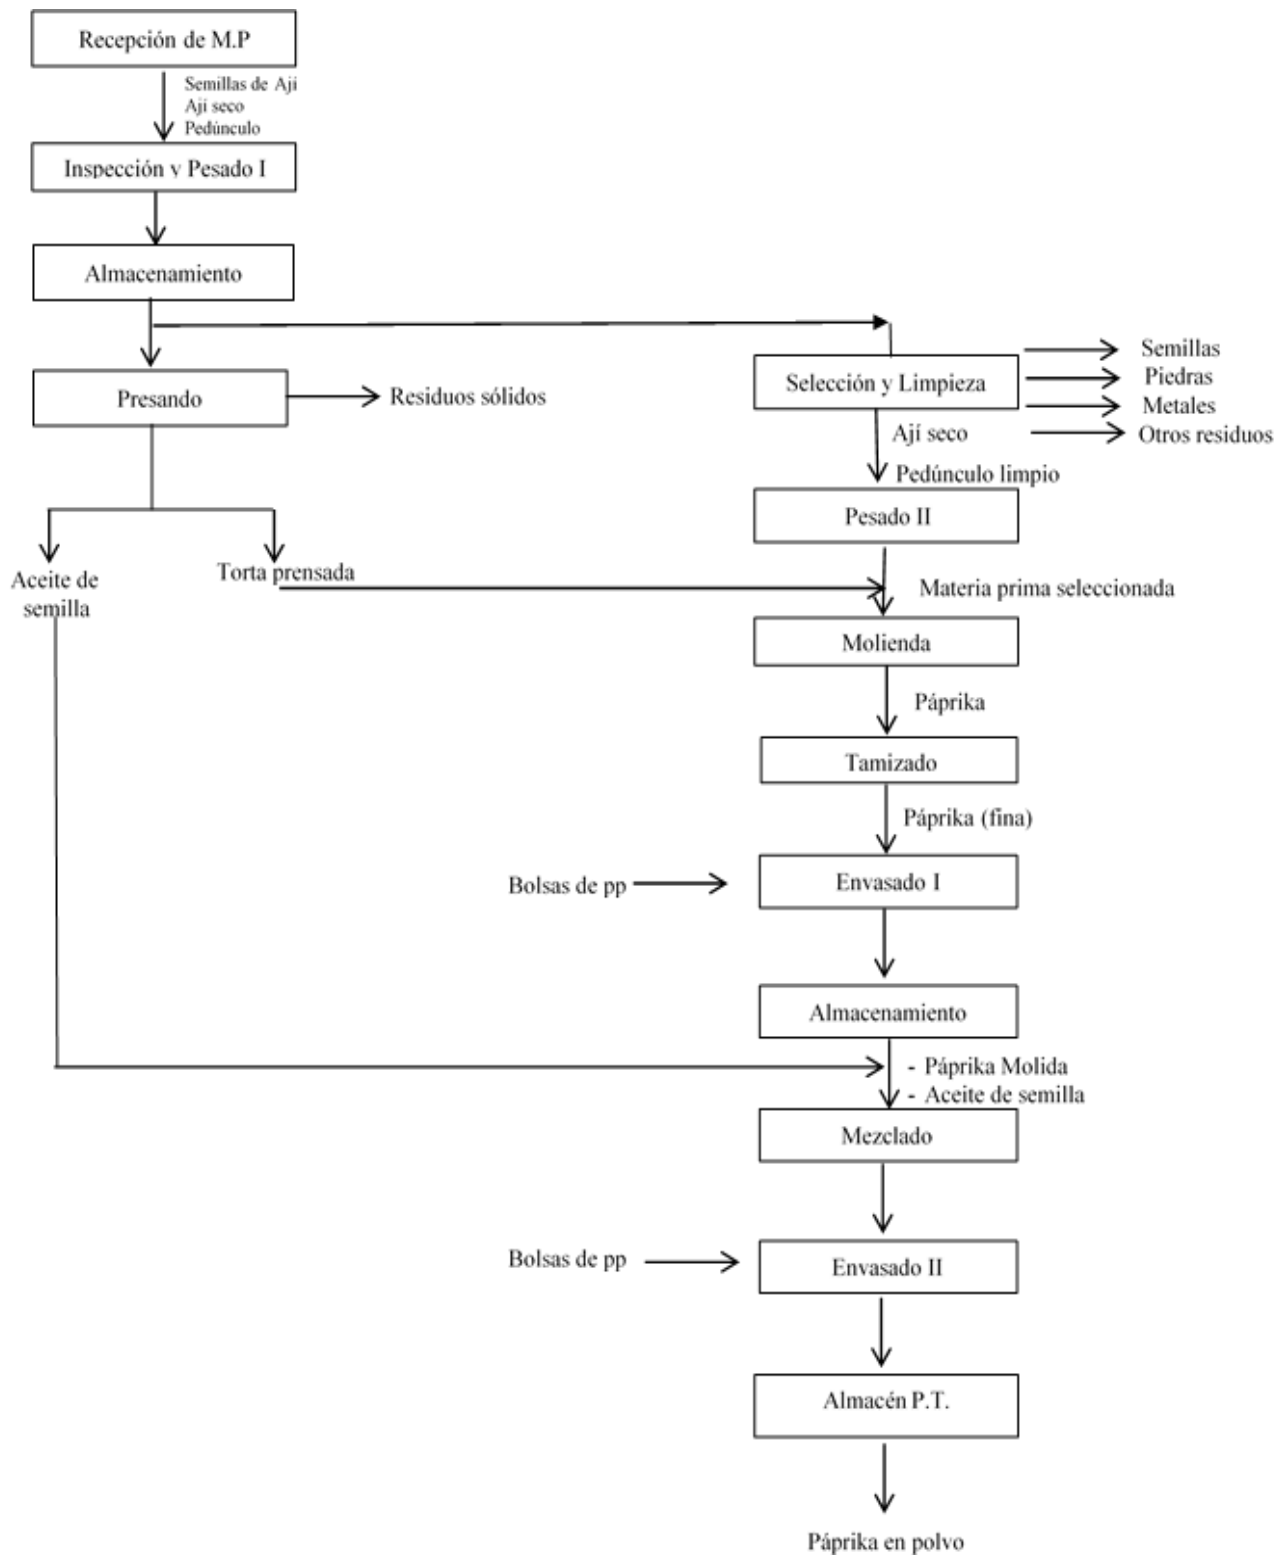 Recepción de M.P
Semillas de Ají
Ají seco
Pedúnculo
Inspección y Pesado I
Almacenamiento
Presando
Residuos sólidos
Selección y Limpieza
Semillas
Piedras
Metales
Otros residuos
Ají seco
Pedúnculo limpio
Pesado II
Aceite de
semilla
Torta prensada
Materia prima seleccionada
Molienda
Páprika
Tamizado
Páprika (fina)
Bolsas de pp
Envasado I
Almacenamiento
- Páprika Molida
- Aceite de semilla
Mezclado
Bolsas de pp
Envasado II
Almacén P.T.
Páprika en polvo